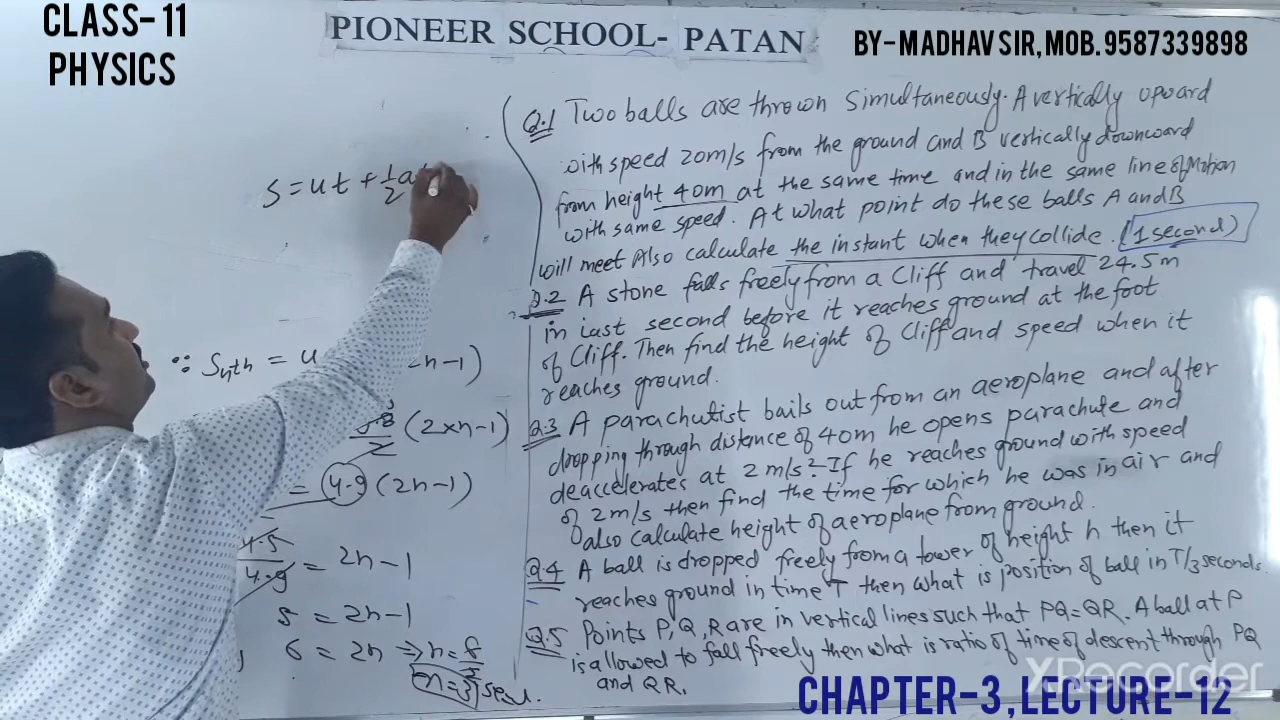 CLASS- 11
PHYSICS
PIONEER SCHOOL- PATAN
BY-MADHAV SIR, MOB. 9587339898
S = ut + 1/2 a
∵ Snth = u 2n-1)
(2×n-1)
= 4.9 (2n-1)
4.9 = 2n-1
5 = 2n-1
6 = 2n ⇒ n = 6/2
n = 3 second.
Q.1 Two balls are thrown simultaneously. A vertically upward
with speed 20m/s from the ground and B vertically downward
from height 40m at the same time and in the same line of Motion
with same speed. At what point do these balls A and B
will meet Also calculate the instant when they collide. (1 second)
Q.2 A stone falls freely from a Cliff and travel 24.5m
in last second before it reaches ground at the foot
of Cliff. Then find the height of Cliff and speed when it
reaches ground.
Q.3 A parachutist bails out from an aeroplane and after
dropping through distance of 40m he opens parachute and
deaccelerates at 2 m/s². If he reaches ground with speed
of 2m/s then find the time for which he was in air and
also calculate height of aeroplane from ground.
Q.4 A ball is dropped freely from a tower of height h then it
reaches ground in time T then what is position of ball in T/3 seconds.
Q.5 Points P, Q, R are in vertical lines such that PQ = QR. A ball at P
is allowed to fall freely then what is ratio of time of descent through PQ
and QR.
XRecorder
CHAPTER-3, LECTURE-12